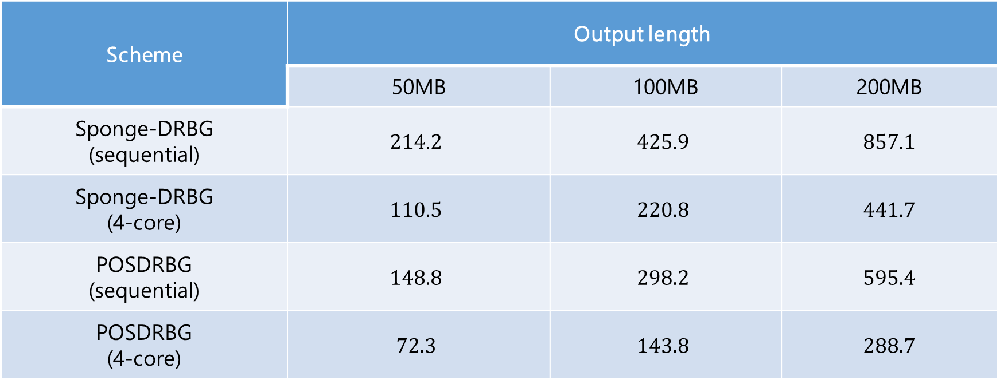 Scheme
Output length
50MB 100MB 200MB
Sponge-DRBG
(sequential)
214.2 425.9 857.1
Sponge-DRBG
(4-core)
110.5 220.8 441.7
POSDRBG
(sequential)
148.8 298.2 595.4
POSDRBG
(4-core)
72.3 143.8 288.7